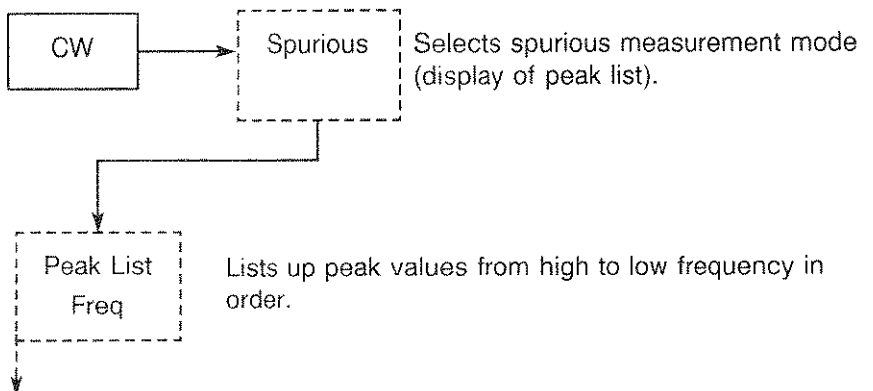 CW
Spurious
Selects spurious measurement mode
(display of peak list).
Peak List
Freq
Lists up peak values from high to low frequency in
order.